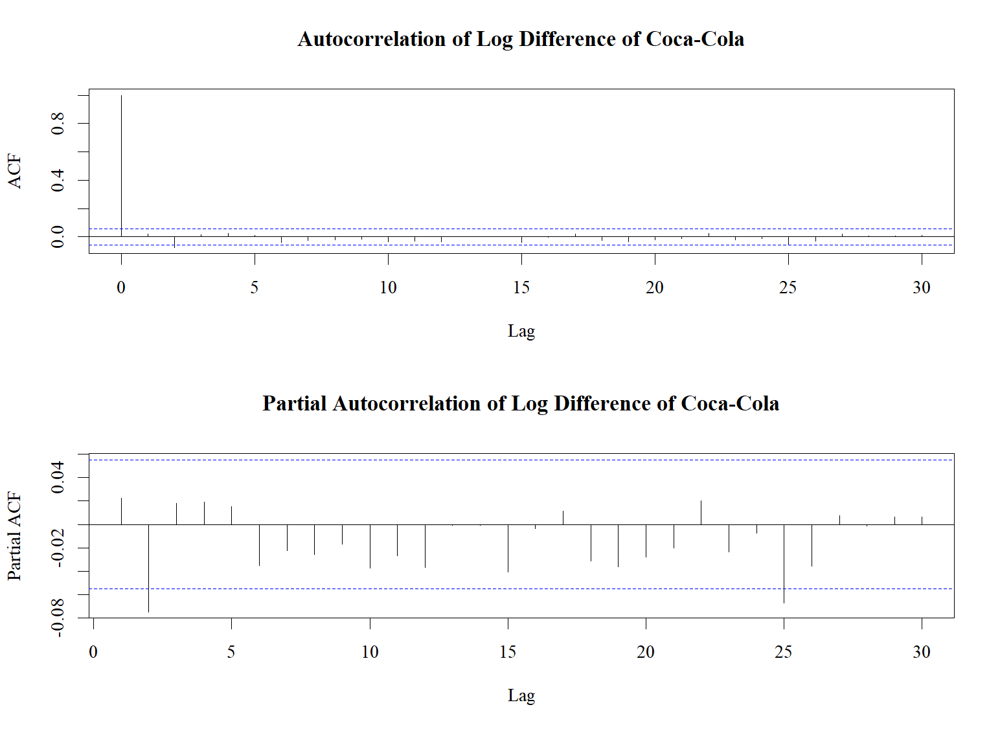 Autocorrelation of Log Difference of Coca-Cola
ACF
0.8
0.4
0.0
0 5 10 15 20 25 30
Lag
Partial Autocorrelation of Log Difference of Coca-Cola
Partial ACF
0.04
-0.02
-0.08
0 5 10 15 20 25 30
Lag